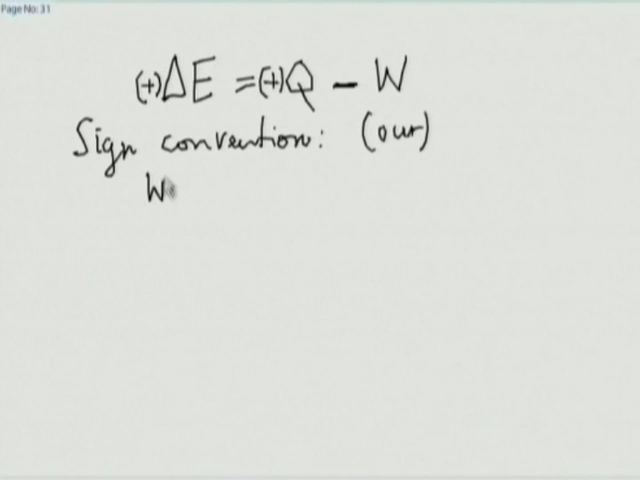 Page No: 31
(+)ΔE = (+)Q – W
Sign convention: (our)
W